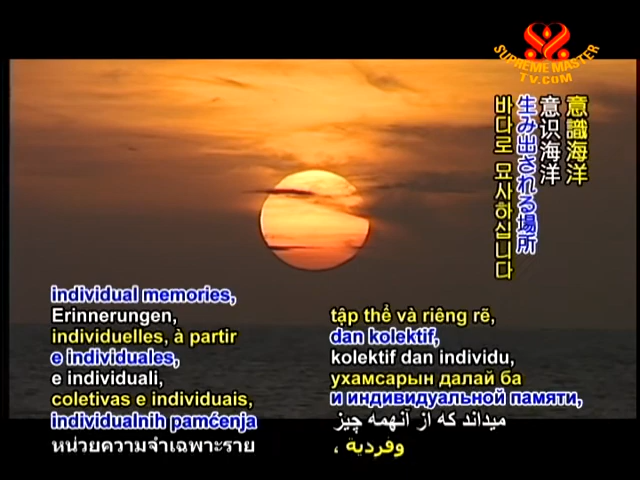 SUPREME MASTER
TV.COM
意識海洋
意识海洋
生み出される場所
바다로 묘사하십니다
individual memories,
Erinnerungen,
individuelles, à partir
e individuales,
e individuali,
coletivas e individuais,
individualnih pamćenja
หน่วยความจำเฉพาะราย
tập thể và riêng rẽ,
dan kolektif,
kolektif dan individu,
ухамсарын далай ба
и индивидуальной памяти,
میداند که از آنهمه چیز
وفردية ،